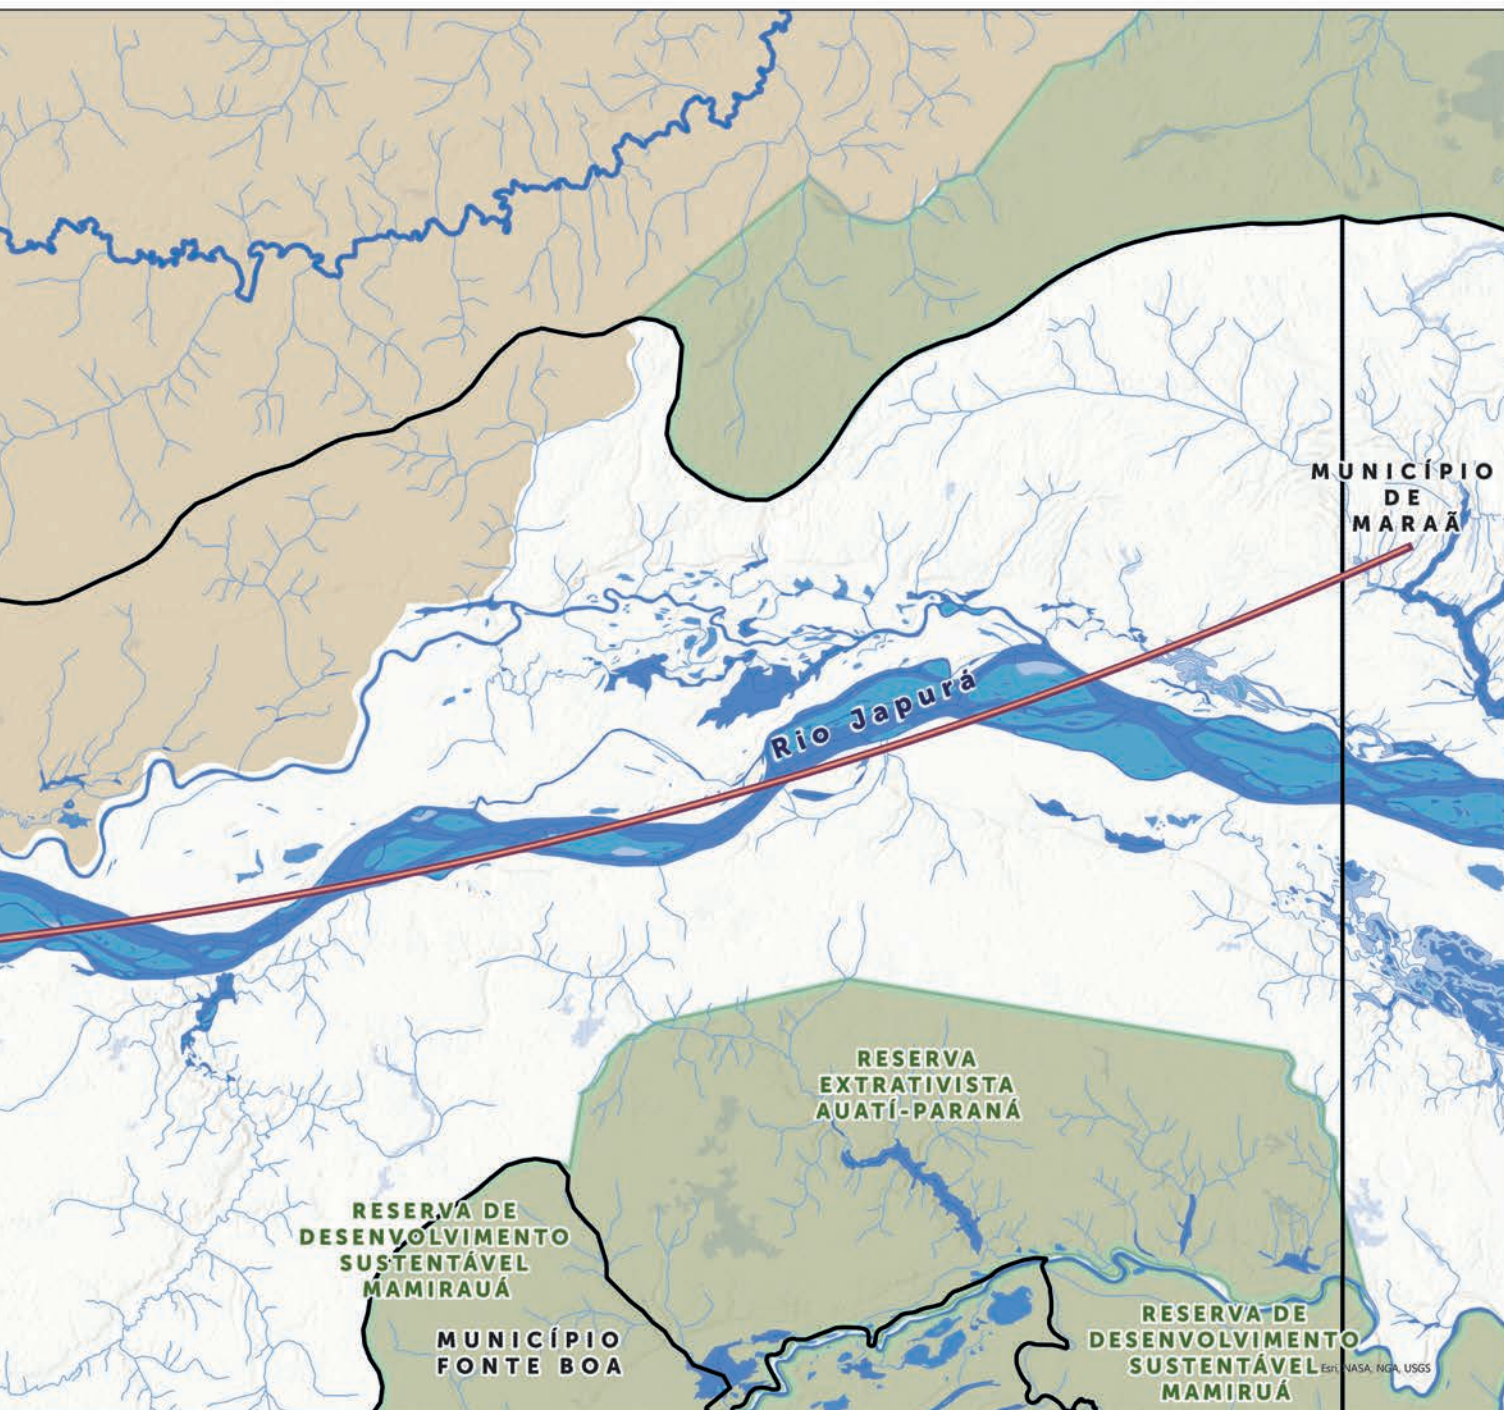 MUNICÍPIO
DE
MARAÃ
Rio Japurá
RESERVA
EXTRATIVISTA
AUATÍ-PARANÁ
RESERVA DE
DESENVOLVIMENTO
SUSTENTÁVEL
MAMIRAUÁ
MUNICÍPIO
FONTE BOA
RESERVA DE
DESENVOLVIMENTO
SUSTENTÁVEL
MAMIRUÁ
Esri, NASA, NGA, USGS